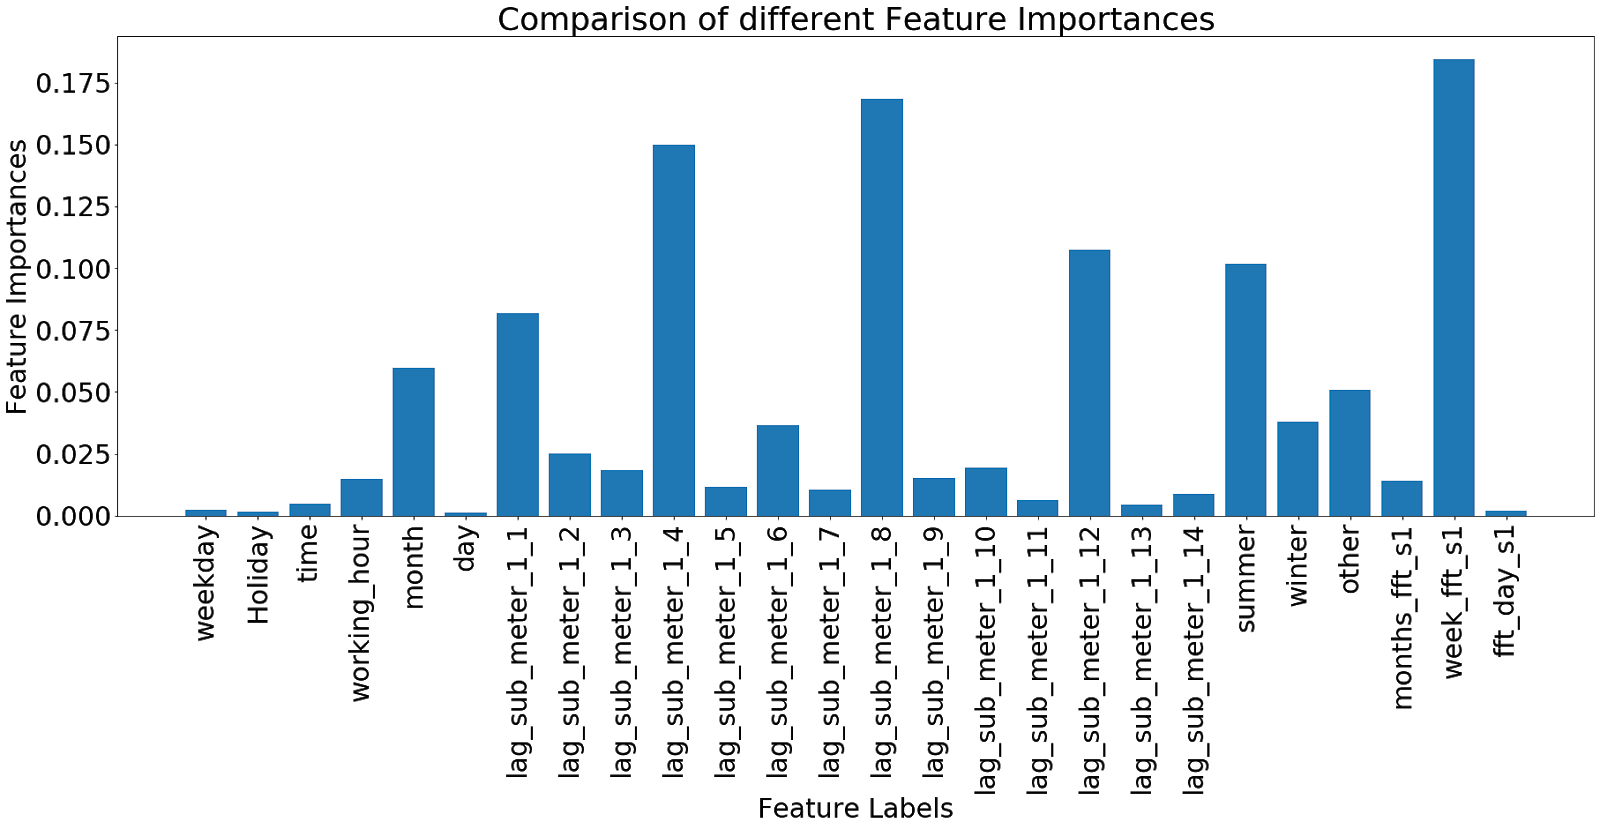 Comparison of different Feature Importances
Feature Importances
0.175
0.150
0.125
0.100
0.075
0.050
0.025
0.000
weekday
Holiday
time
working_hour
month
day
lag_sub_meter_1_1
lag_sub_meter_1_2
lag_sub_meter_1_3
lag_sub_meter_1_4
lag_sub_meter_1_5
lag_sub_meter_1_6
lag_sub_meter_1_7
lag_sub_meter_1_8
lag_sub_meter_1_9
lag_sub_meter_1_10
lag_sub_meter_1_11
lag_sub_meter_1_12
lag_sub_meter_1_13
lag_sub_meter_1_14
summer
winter
other
months_fft_s1
week_fft_s1
fft_day_s1
Feature Labels